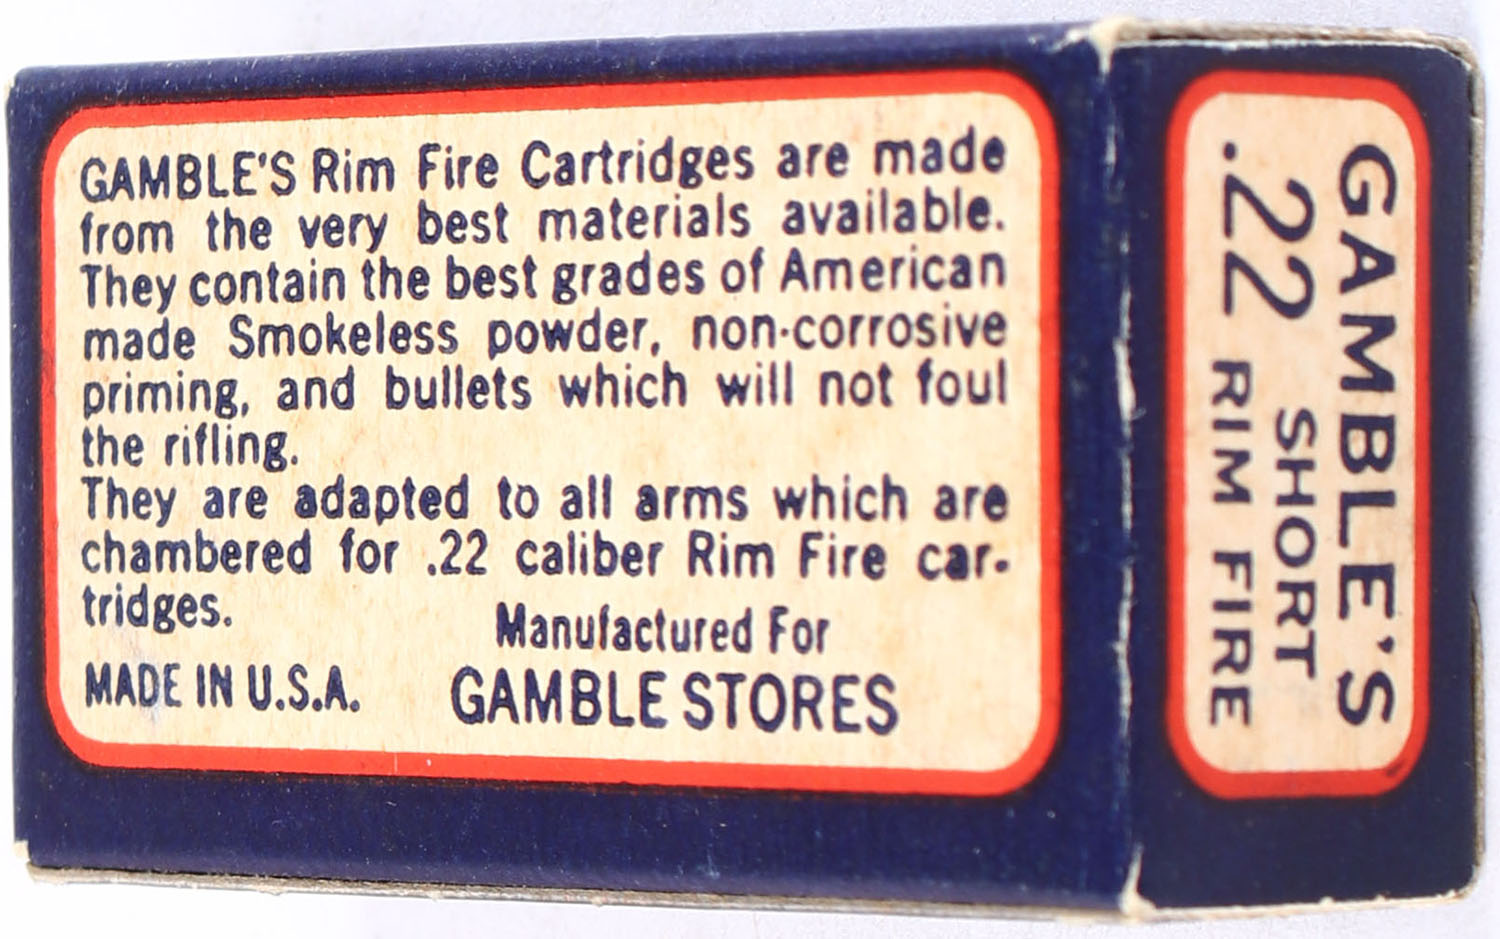 GAMBLE'S Rim Fire Cartridges are made
from the very best materials available.
They contain the best grades of American
made Smokeless powder, non-corrosive
priming, and bullets which will not foul
the rifling.
They are adapted to all arms which are
chambered for .22 caliber Rim Fire car-
tridges.
Manufactured For
MADE IN U.S.A. GAMBLE STORES
GAMBLE'S
.22 SHORT
RIM FIRE